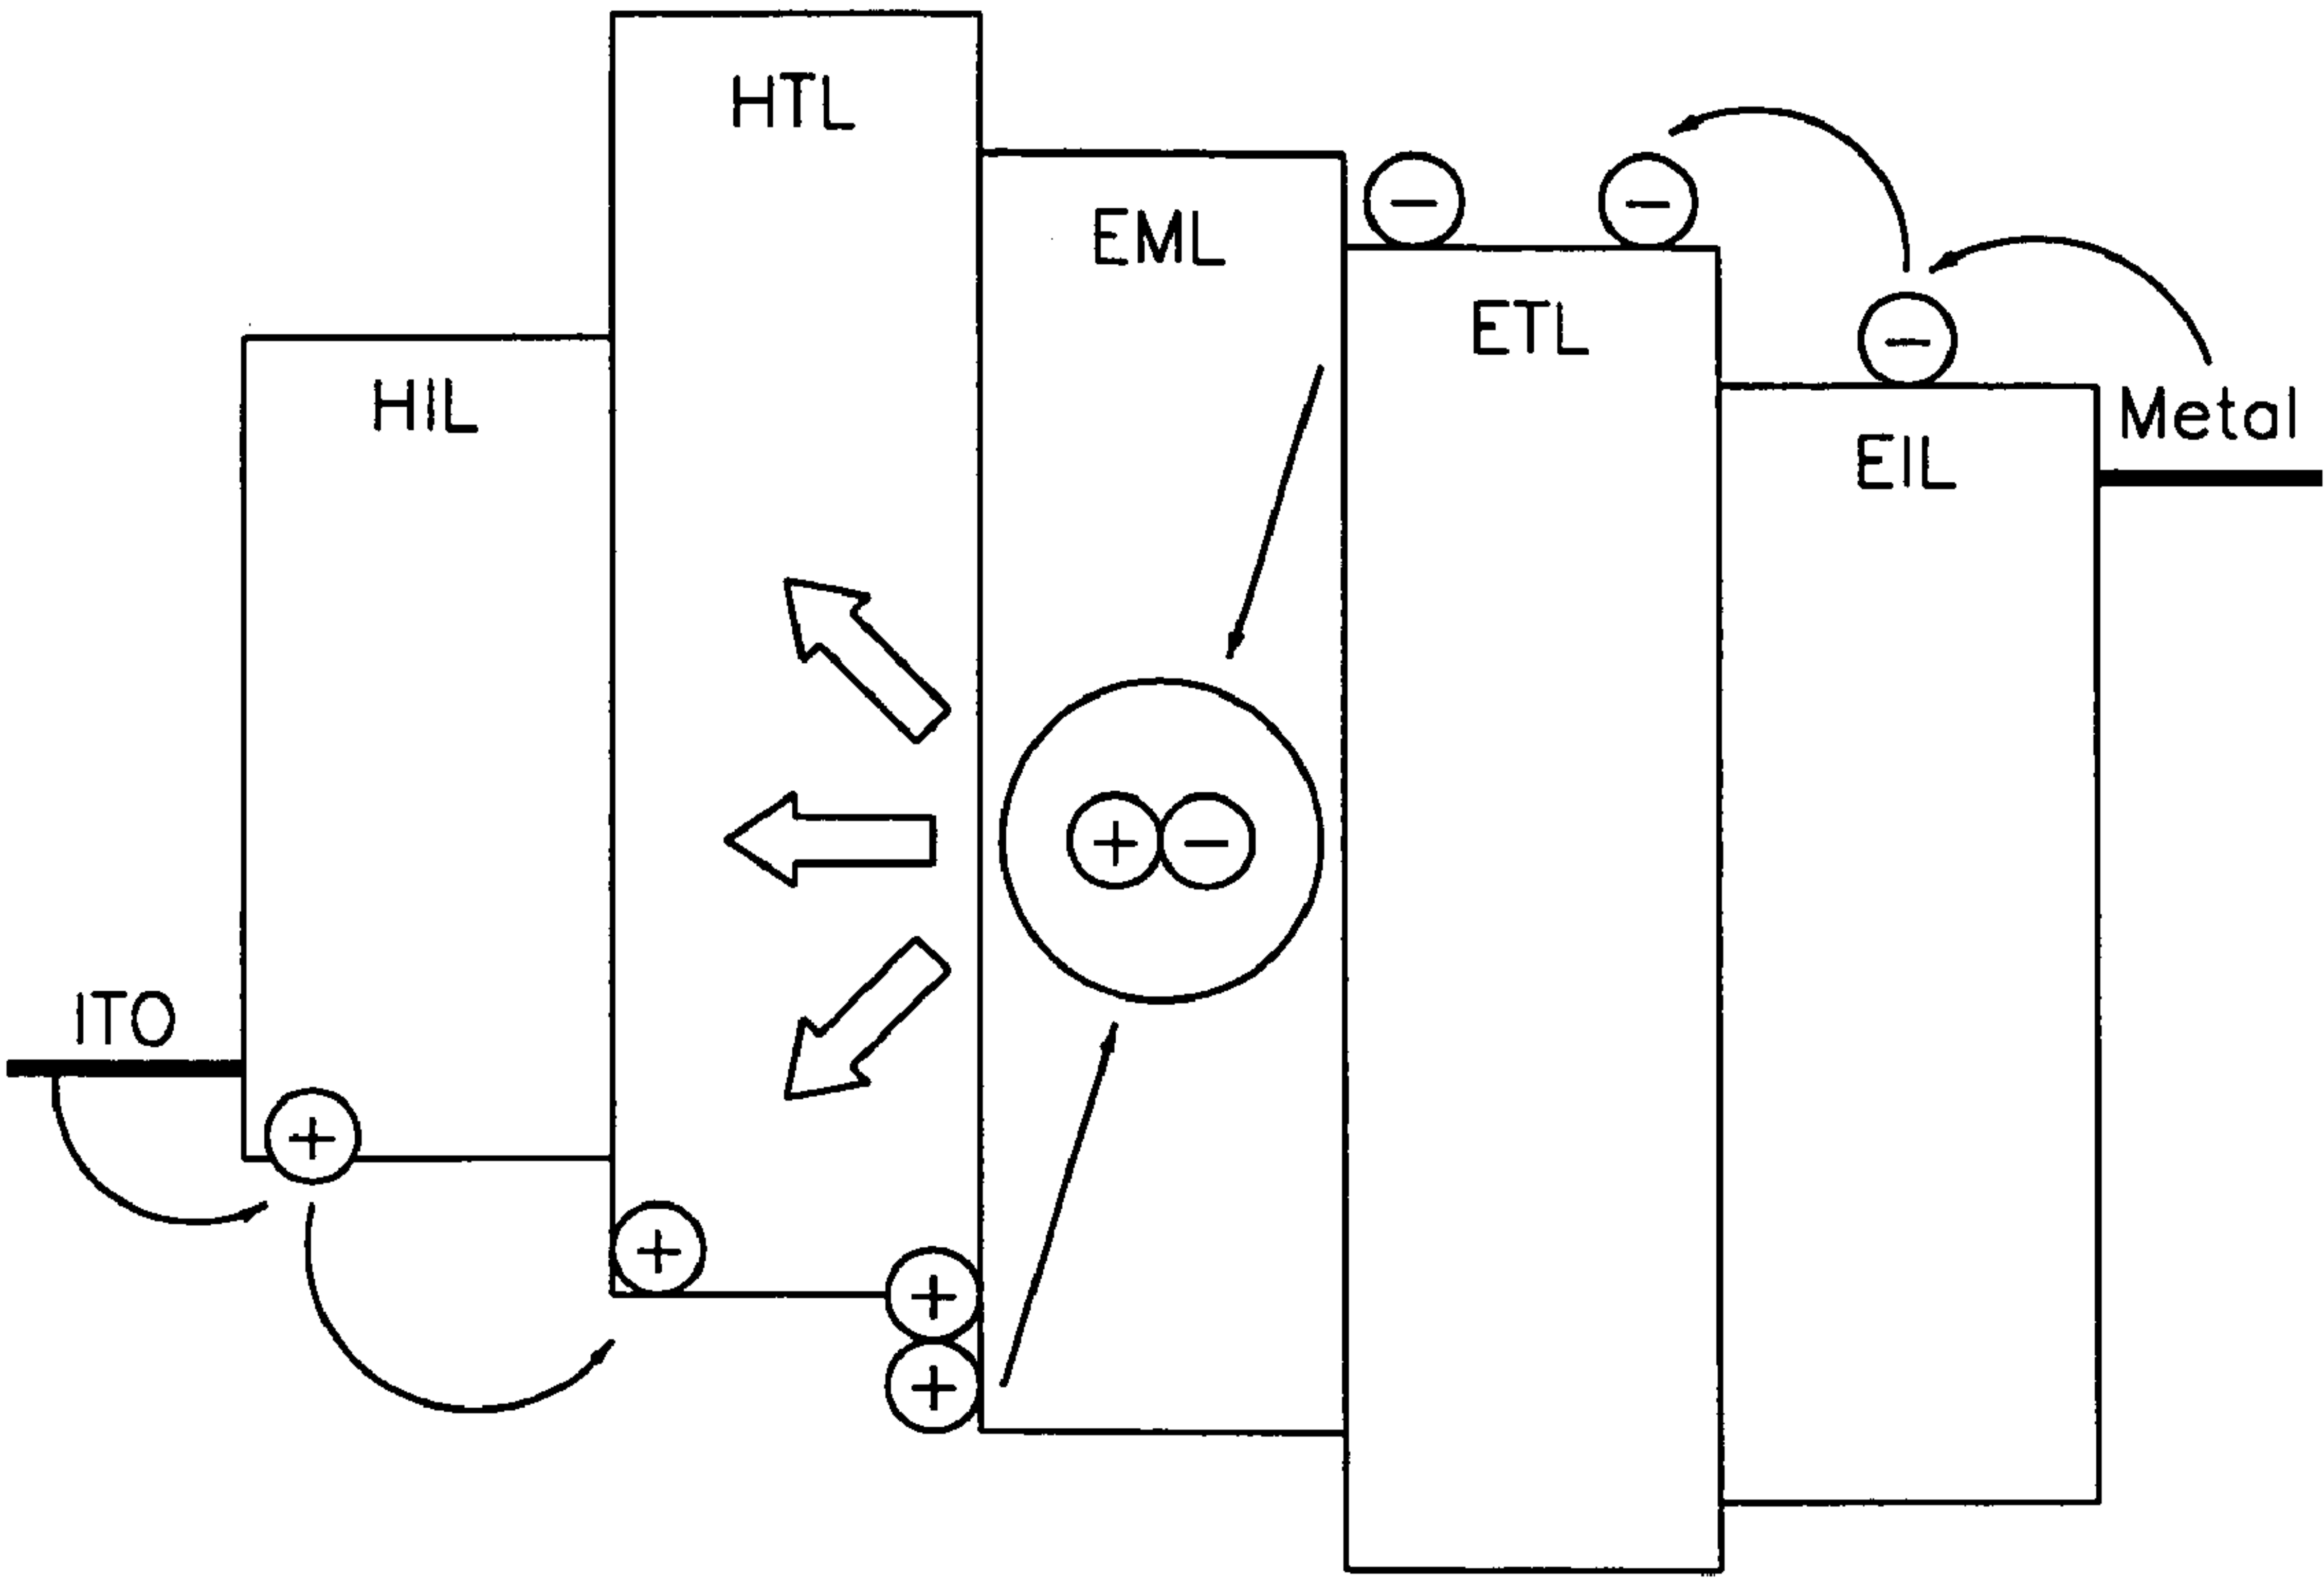 HTL
EML
ETL
HIL
Metal
EIL
+
-
-
-
+ -
ITO
+
+
+
+